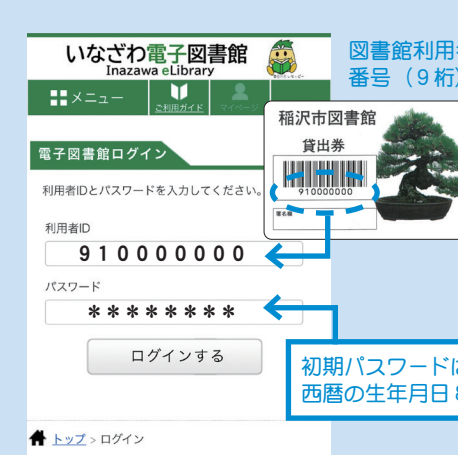 いなざわ電子図書館
Inazawa eLibrary
メニュー
ご利用ガイド
マイページ
電子図書館ログイン
利用者IDとパスワードを入力してください。
利用者ID
910000000
パスワード
********
ログインする
トップ > ログイン
図書館利用
番号（9桁）
稲沢市図書館
貸出券
910000000
署名欄
初期パスワードは
西暦の生年月日8